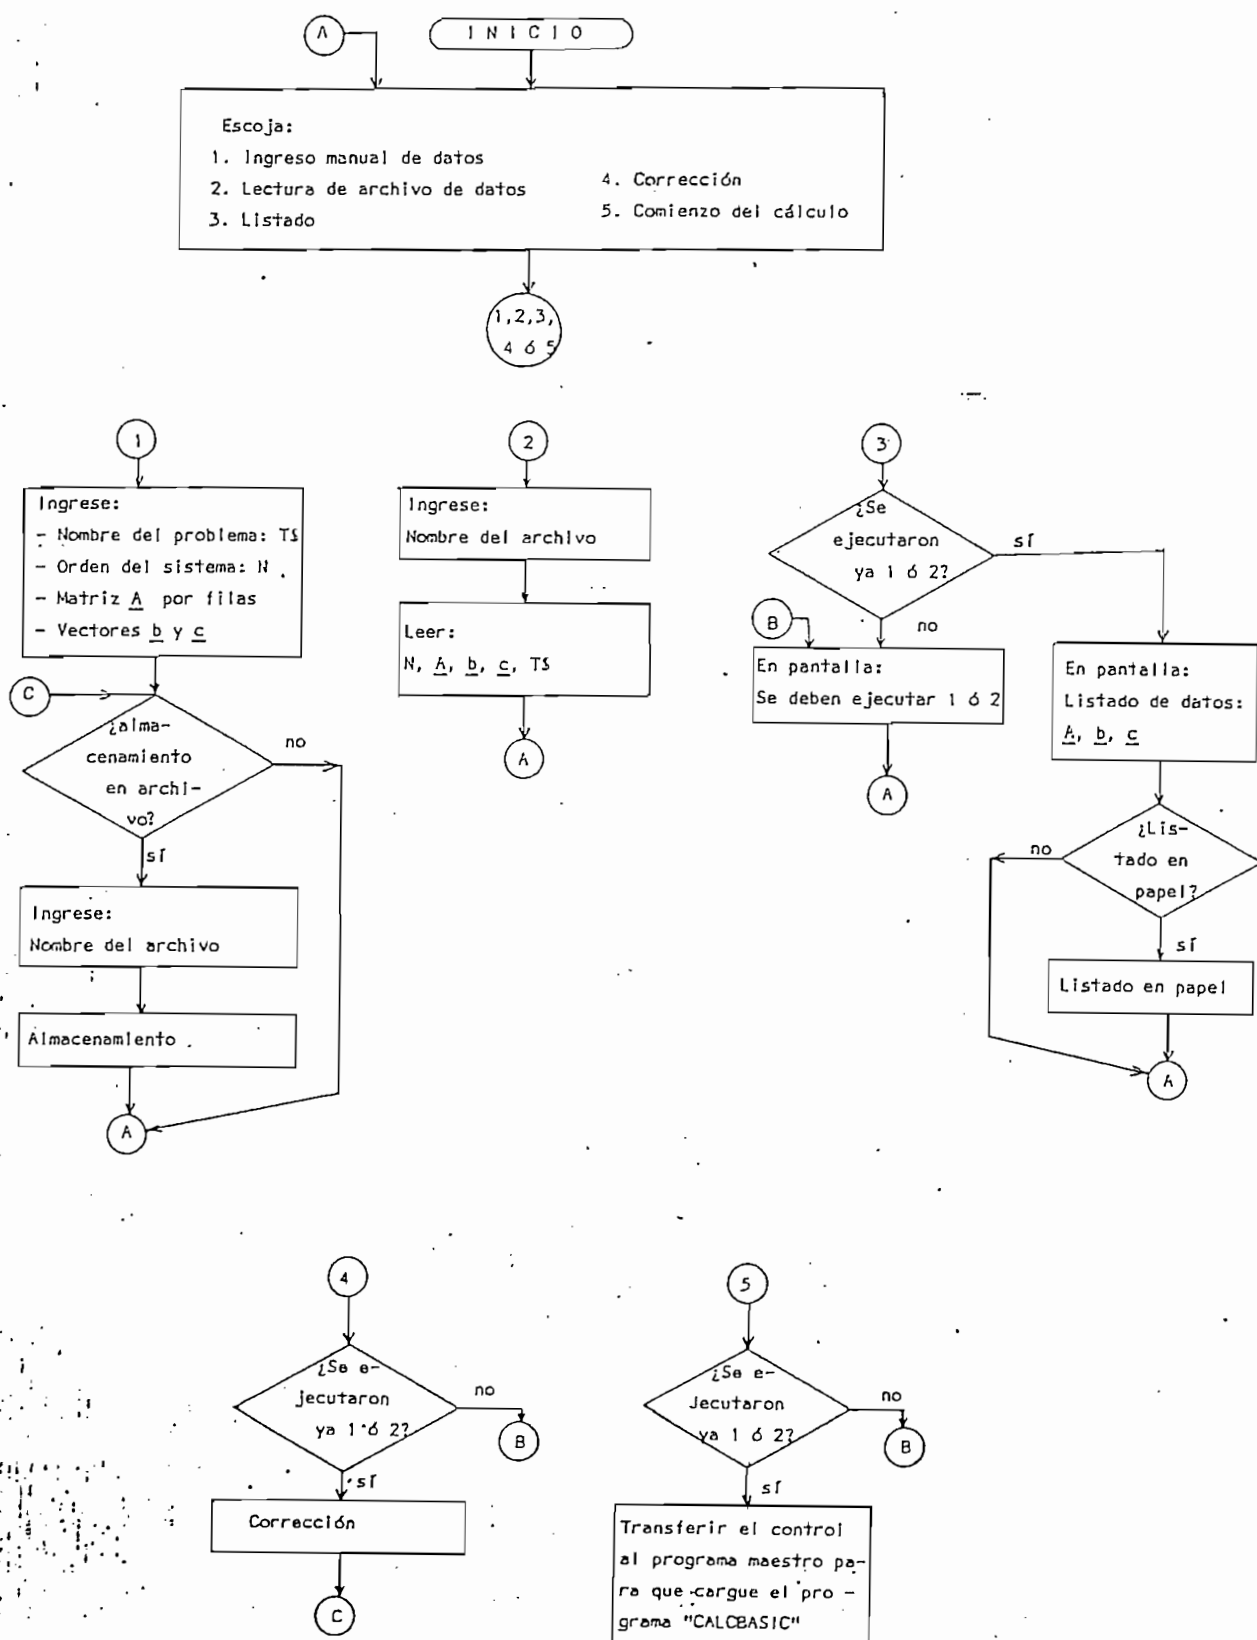 A
I N I C I O
Escoja:
1. Ingreso manual de datos
2. Lectura de archivo de datos
3. Listado
4. Corrección
5. Comienzo del cálculo
1,2,3,
4 ó 5
1
Ingrese:
- Nombre del problema: T$
- Orden del sistema: N
- Matriz A por filas
- Vectores b y c
C
¿alma-
cenamiento
en archi-
vo?
no
sí
Ingrese:
Nombre del archivo
Almacenamiento
A
2
Ingrese:
Nombre del archivo
Leer:
N, A, b, c, T$
A
3
¿Se
ejecutaron
ya 1 ó 2?
sí
no
B
En pantalla:
Se deben ejecutar 1 ó 2
A
En pantalla:
Listado de datos:
A, b, c
¿Lis-
tado en
papel?
no
sí
Listado en papel
A
4
¿Se e-
jecutaron
ya 1 ó 2?
no
B
sí
Corrección
C
5
¿Se e-
jecutaron
ya 1 ó 2?
no
B
sí
Transferir el control
al programa maestro pa-
ra que cargue el pro -
grama "CALCBASIC"